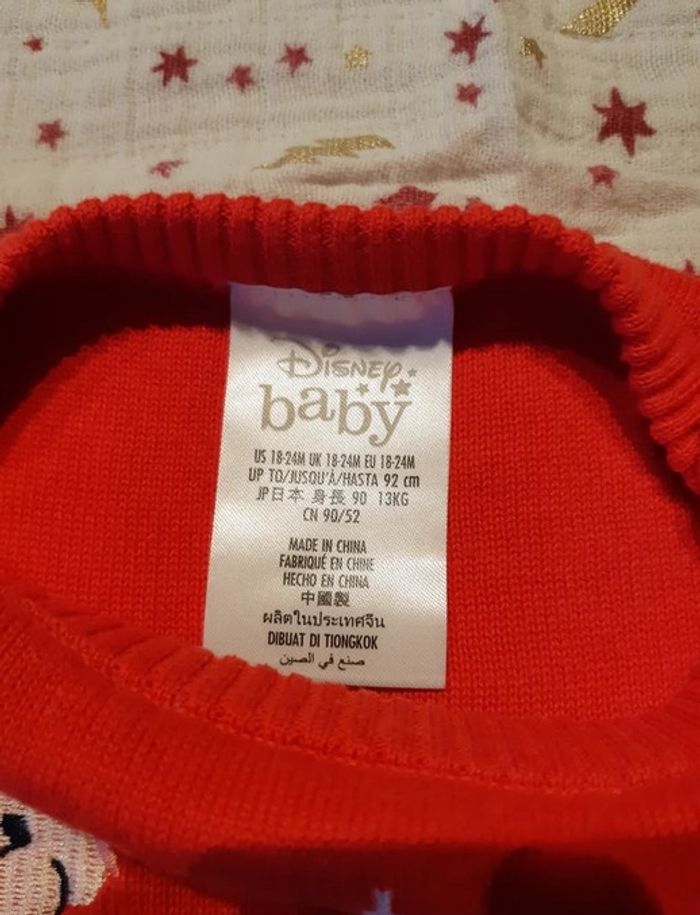 Disney
baby
US 18-24M UK 18-24M EU 18-24M
UP TO/JUSQU'À/HASTA 92 cm
JP日本 身長 90 13KG
CN 90/52
MADE IN CHINA
FABRIQUÉ EN CHINE
HECHO EN CHINA
中國製
ผลิตในประเทศจีน
DIBUAT DI TIONGKOK
صنع في الصين